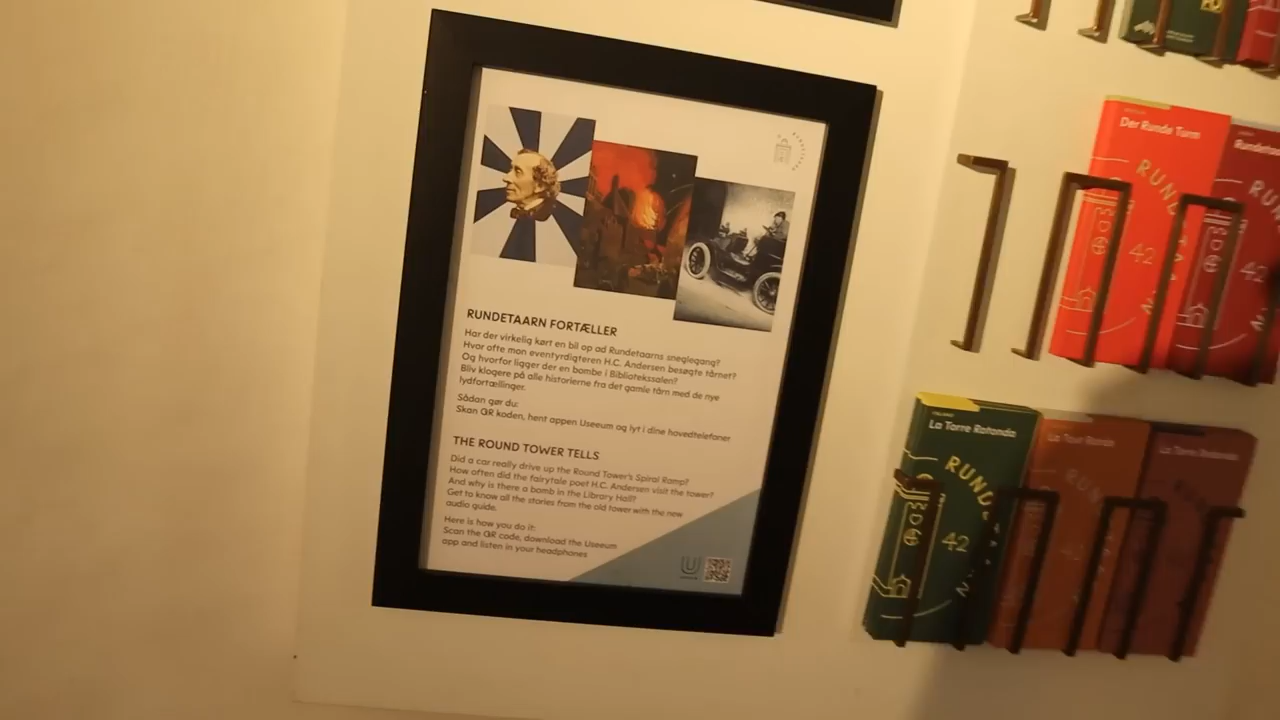 RUNDETAARN FORTÆLLER
Har der virkelig kørt en bil op ad Rundetaarns sneglegang?
Hvor ofte mon eventyrdigteren H.C. Andersen besøgte tårnet?
Og hvorfor ligger der en bombe i Bibliotekssalen?
Bliv klogere på alle historierne fra det gamle tårn med de nye
lydfortællinger.
Sådan gør du:
Skan QR koden, hent appen Useeum og lyt i dine hovedtelefoner
THE ROUND TOWER TELLS
Did a car really drive up the Round Tower's Spiral Ramp?
How often did the fairytale poet H.C. Andersen visit the tower?
And why is there a bomb in the Library Hall?
Get to know all the stories from the old tower with the new
audio guide.
Here is how you do it:
Scan the QR code, download the Useeum
app and listen in your headphones
Der Runde Turm
42
42
La Torre Rotonda
42
La Tour Ronde
42